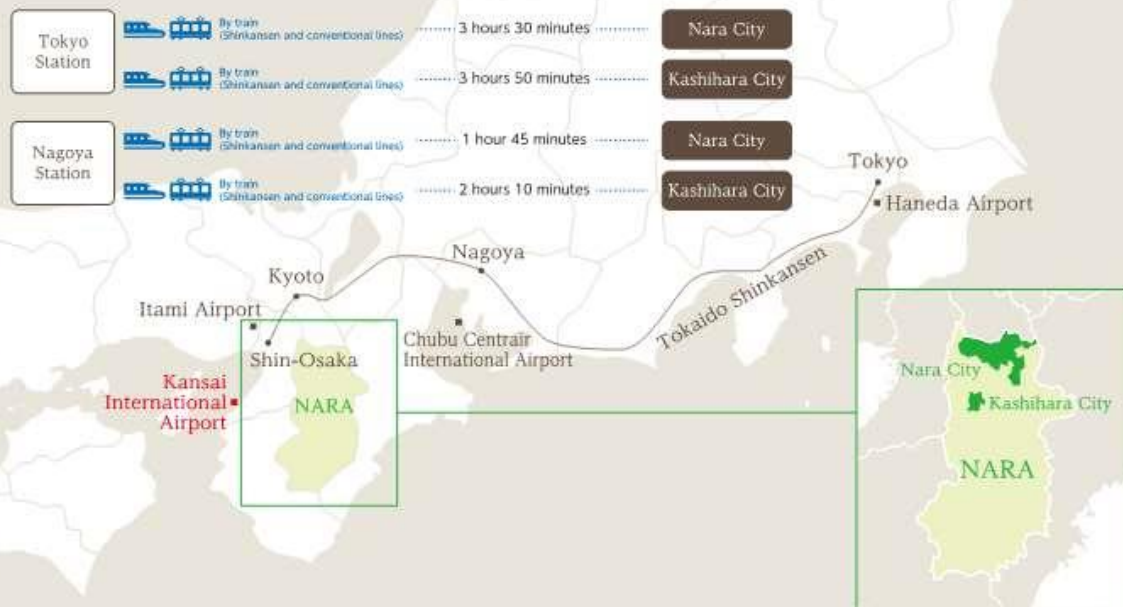 Tokyo
Station
By train
(Shinkansen and conventional lines)
3 hours 30 minutes
Nara City
By train
(Shinkansen and conventional lines)
3 hours 50 minutes
Kashihara City
Nagoya
Station
By train
(Shinkansen and conventional lines)
1 hour 45 minutes
Nara City
By train
(Shinkansen and conventional lines)
2 hours 10 minutes
Kashihara City
Tokyo
Haneda Airport
Nagoya
Kyoto
Tokaido Shinkansen
Itami Airport
Chubu Centrair
International Airport
Shin-Osaka
Kansai
International
Airport
NARA
Nara City
Kashihara City
NARA